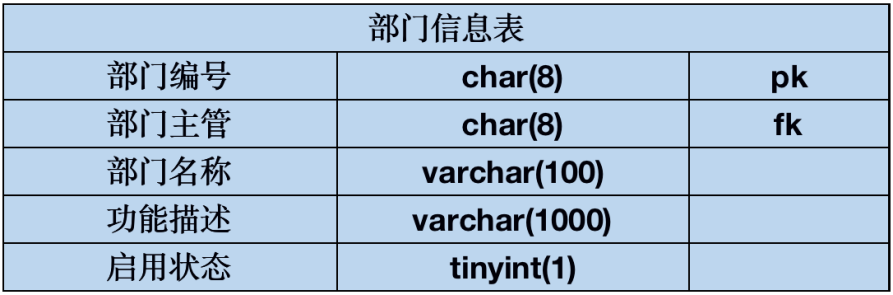 部门信息表
部门编号 char(8) pk
部门主管 char(8) fk
部门名称 varchar(100)
功能描述 varchar(1000)
启用状态 tinyint(1)